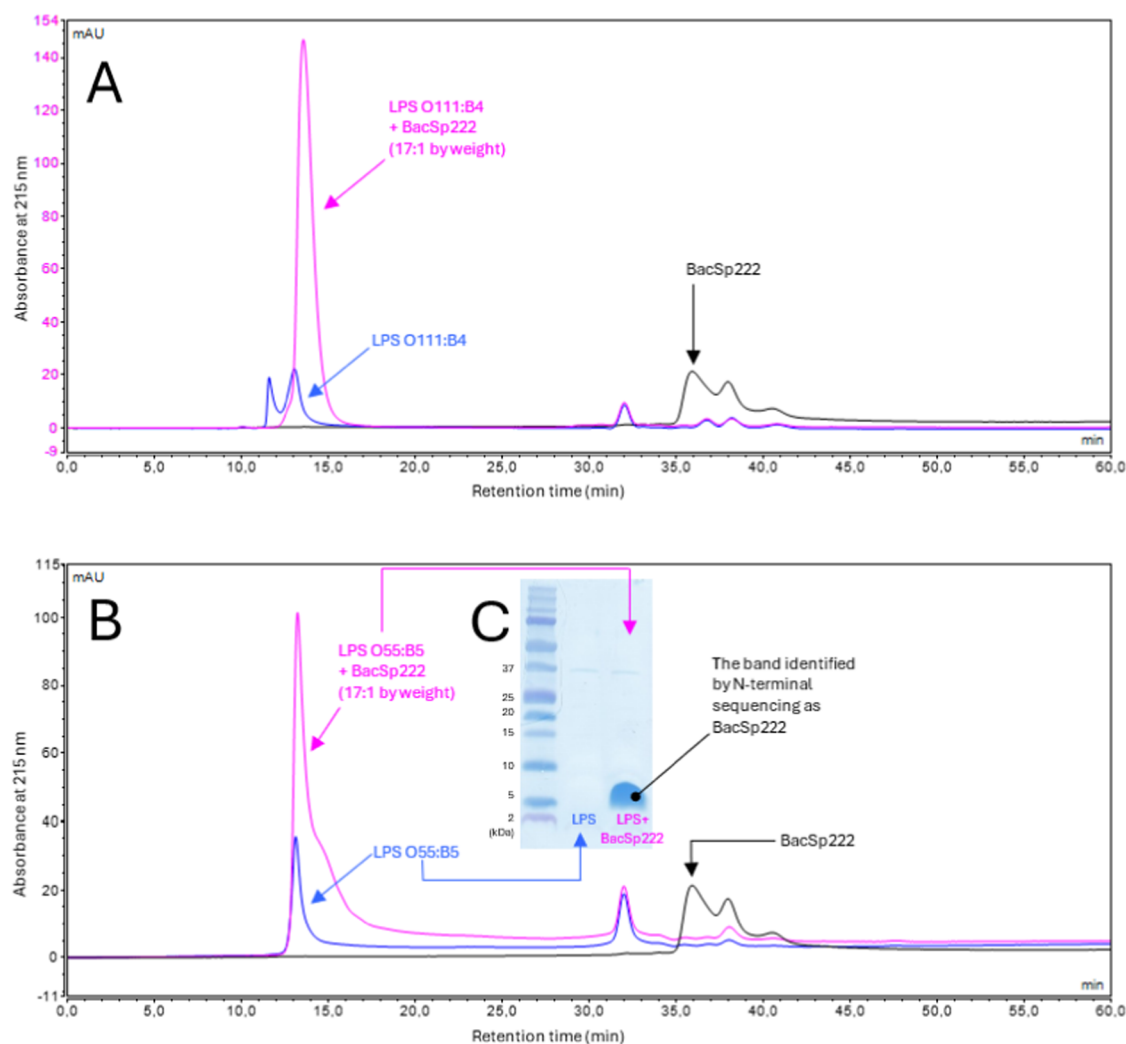 154
mAU
140
A
120
LPS O111:B4
+ BacSp222
(17:1 by weight)
100
80
60
BacSp222
40
LPS O111:B4
20
0
-9
min
0,0 5,0 10,0 15,0 20,0 25,0 30,0 35,0 40,0 45,0 50,0 55,0 60,0
Retention time (min)
Absorbance at 215 nm
115
mAU
100
B
C
LPS O55:B5
+ BacSp222
(17:1 by weight)
80
60
40
20
0
-11
37
25
20
15
10
5
2
(kDa)
LPS
LPS+
BacSp222
The band identified
by N-terminal
sequencing as
BacSp222
LPS O55:B5
BacSp222
min
0,0 5,0 10,0 15,0 20,0 25,0 30,0 35,0 40,0 45,0 50,0 55,0 60,0
Retention time (min)
Absorbance at 215 nm